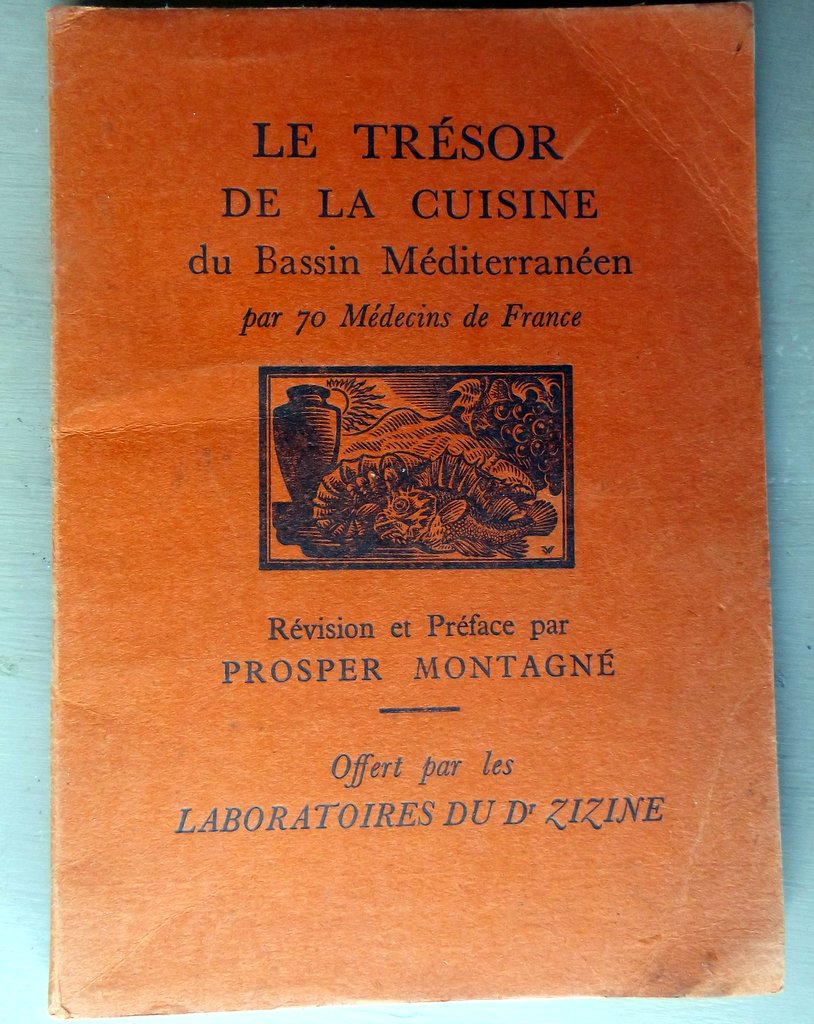 LE TRÉSOR
DE LA CUISINE
du Bassin Méditerranéen
par 70 Médecins de France
Révision et Préface par
PROSPER MONTAGNÉ
Offert par les
LABORATOIRES DU Dr ZIZINE